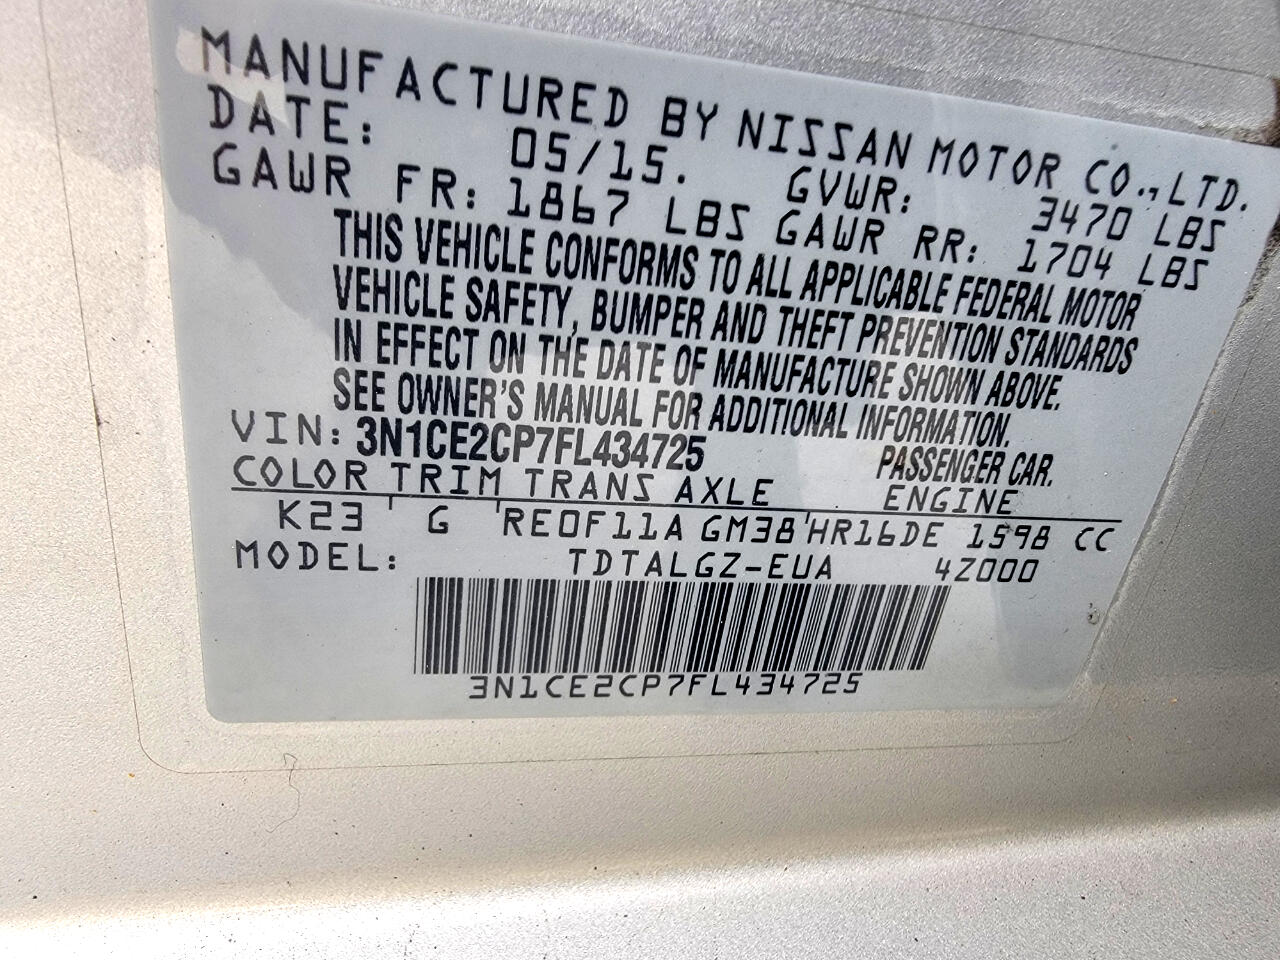 MANUFACTURED BY NISSAN MOTOR CO., LTD.
DATE: 05/15. GVWR: 3470 LBS
GAWR FR: 1867 LBS GAWR RR: 1704 LBS
THIS VEHICLE CONFORMS TO ALL APPLICABLE FEDERAL MOTOR
VEHICLE SAFETY, BUMPER AND THEFT PREVENTION STANDARDS
IN EFFECT ON THE DATE OF MANUFACTURE SHOWN ABOVE.
SEE OWNER'S MANUAL FOR ADDITIONAL INFORMATION.
VIN: 3N1CE2CP7FL434725 PASSENGER CAR.
COLOR TRIM TRANS AXLE ENGINE
K23 ' G 'RE0F11A GM38'HR16DE 1598 CC
MODEL: TDTALGZ-EUA 4Z000
3N1CE2CP7FL434725